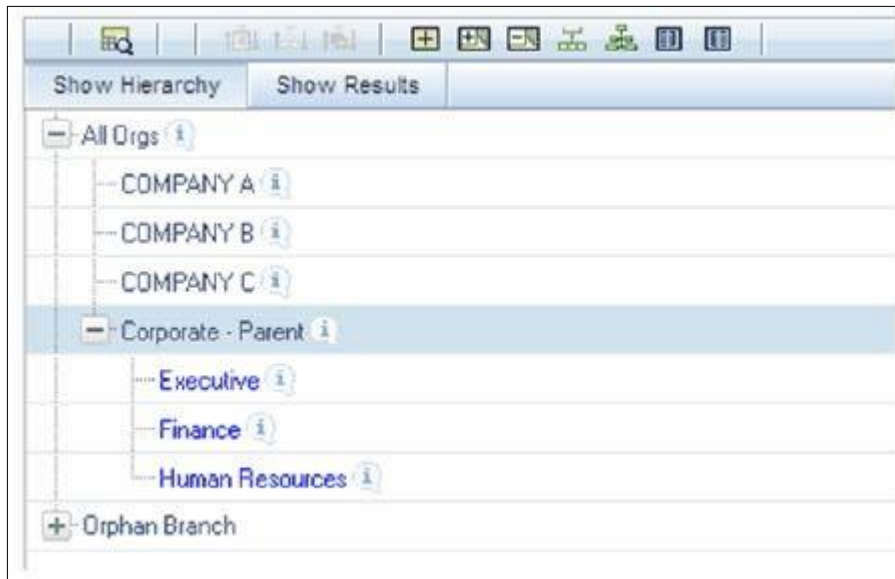 Show Hierarchy Show Results
All Orgs
COMPANY A
COMPANY B
COMPANY C
Corporate - Parent
Executive
Finance
Human Resources
Orphan Branch